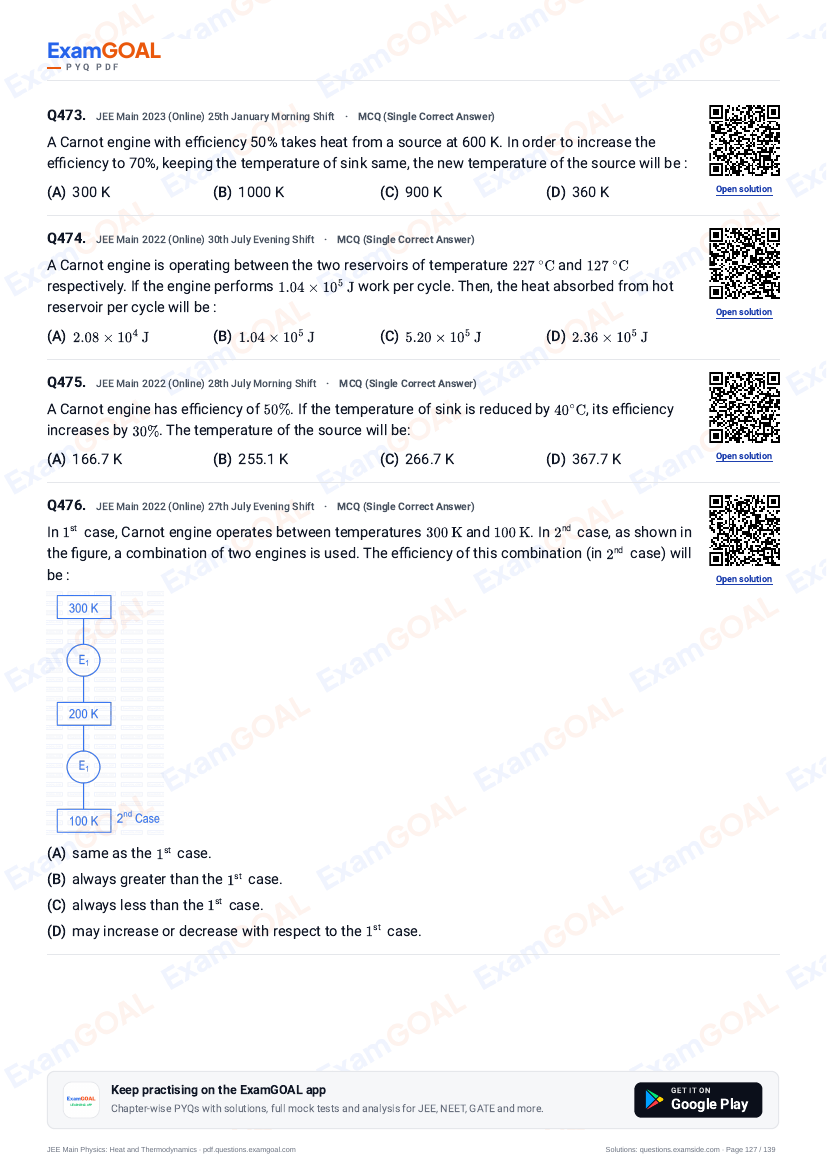 ExamGOAL
PYQ PDF
Q473. JEE Main 2023 (Online) 25th January Morning Shift · MCQ (Single Correct Answer)
A Carnot engine with efficiency 50% takes heat from a source at 600 K. In order to increase the
efficiency to 70%, keeping the temperature of sink same, the new temperature of the source will be :
(A) 300 K (B) 1000 K (C) 900 K (D) 360 K
Open solution
Q474. JEE Main 2022 (Online) 30th July Evening Shift · MCQ (Single Correct Answer)
A Carnot engine is operating between the two reservoirs of temperature 227 °C and 127 °C
respectively. If the engine performs 1.04 × 10⁵ J work per cycle. Then, the heat absorbed from hot
reservoir per cycle will be :
(A) 2.08 × 10⁴ J (B) 1.04 × 10⁵ J (C) 5.20 × 10⁵ J (D) 2.36 × 10⁵ J
Open solution
Q475. JEE Main 2022 (Online) 28th July Morning Shift · MCQ (Single Correct Answer)
A Carnot engine has efficiency of 50%. If the temperature of sink is reduced by 40°C, its efficiency
increases by 30%. The temperature of the source will be:
(A) 166.7 K (B) 255.1 K (C) 266.7 K (D) 367.7 K
Open solution
Q476. JEE Main 2022 (Online) 27th July Evening Shift · MCQ (Single Correct Answer)
In 1ˢᵗ case, Carnot engine operates between temperatures 300 K and 100 K. In 2ⁿᵈ case, as shown in
the figure, a combination of two engines is used. The efficiency of this combination (in 2ⁿᵈ case) will
be :
Open solution
300 K
E₁
200 K
E₁
100 K 2ⁿᵈ Case
(A) same as the 1ˢᵗ case.
(B) always greater than the 1ˢᵗ case.
(C) always less than the 1ˢᵗ case.
(D) may increase or decrease with respect to the 1ˢᵗ case.
Keep practising on the ExamGOAL app
Chapter-wise PYQs with solutions, full mock tests and analysis for JEE, NEET, GATE and more.
GET IT ON
Google Play
JEE Main Physics: Heat and Thermodynamics · pdf.questions.examgoal.com
Solutions: questions.examside.com · Page 127 / 139